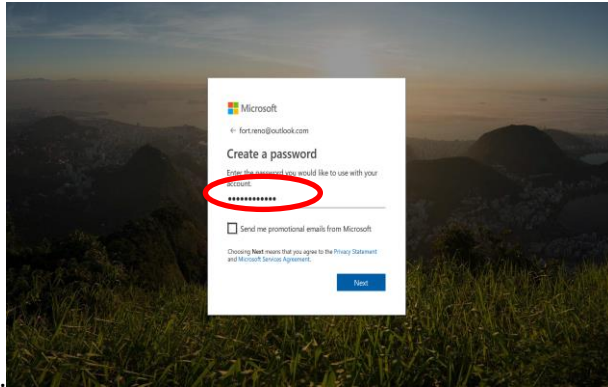 Microsoft
← fort.reno@outlook.com
Create a password
Enter the password you would like to use with your
account.
••••••••••••
Send me promotional emails from Microsoft
Choosing Next means that you agree to the Privacy Statement
and Microsoft Services Agreement.
Next
.